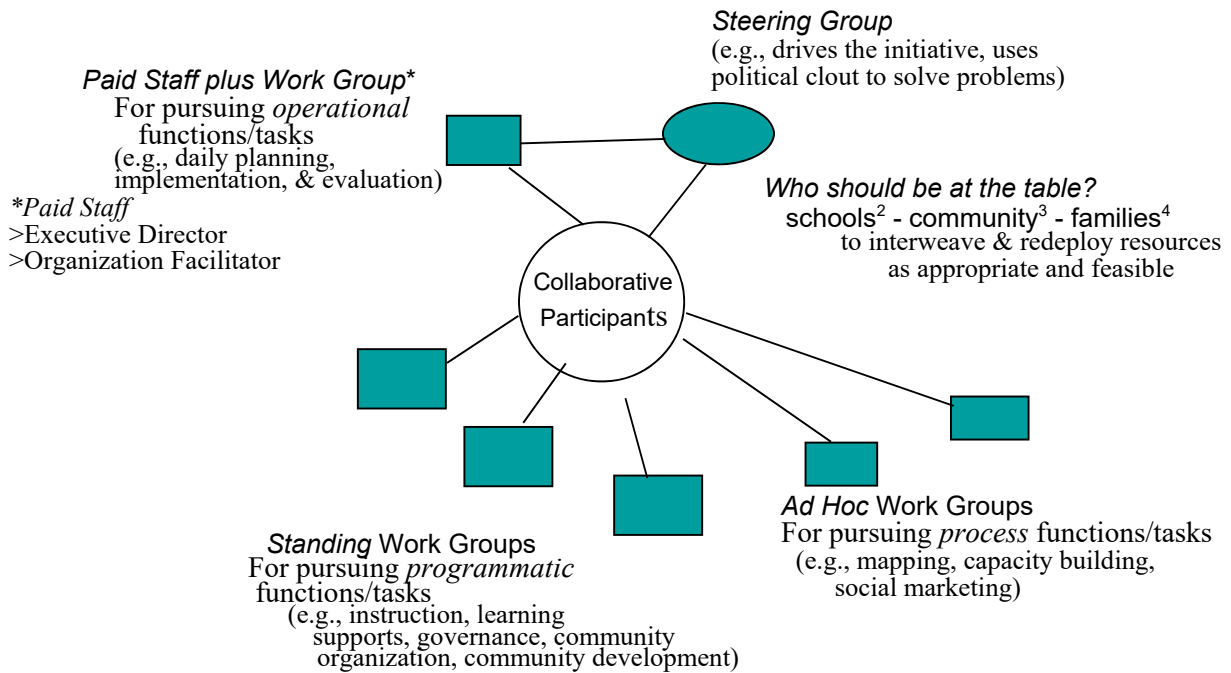 Steering Group
(e.g., drives the initiative, uses
political clout to solve problems)
Paid Staff plus Work Group*
For pursuing operational
functions/tasks
(e.g., daily planning,
implementation, & evaluation)
*Paid Staff
>Executive Director
>Organization Facilitator
Who should be at the table?
schools² - community³ - families⁴
to interweave & redeploy resources
as appropriate and feasible
Collaborative
Participants
Standing Work Groups
For pursuing programmatic
functions/tasks
(e.g., instruction, learning
supports, governance, community
organization, community development)
Ad Hoc Work Groups
For pursuing process functions/tasks
(e.g., mapping, capacity building,
social marketing)